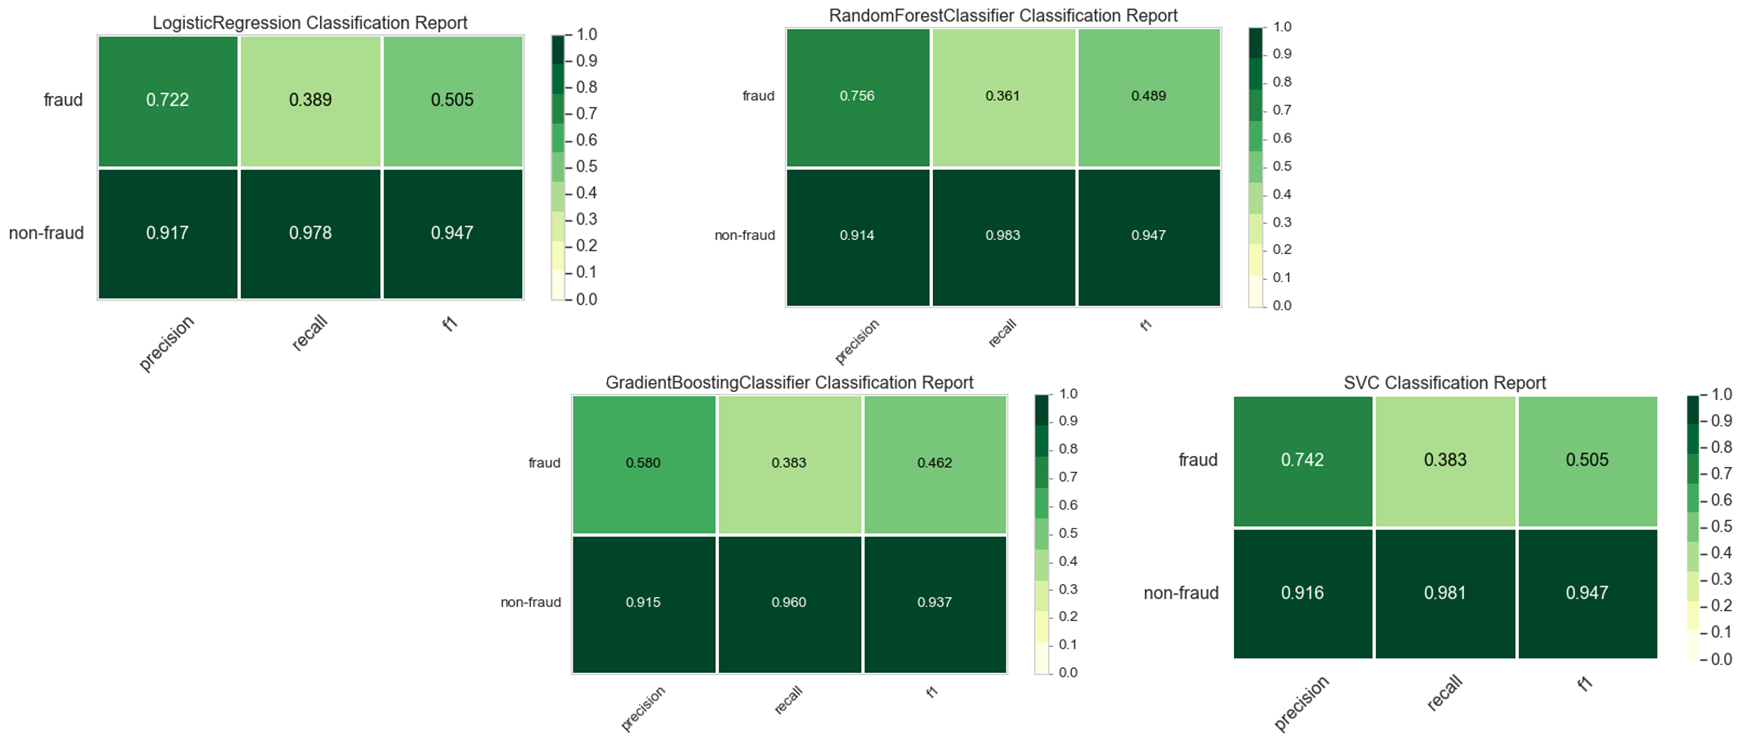 LogisticRegression Classification Report
fraud 0.722 0.389 0.505
non-fraud 0.917 0.978 0.947
precision recall f1
1.0
0.9
0.8
0.7
0.6
0.5
0.4
0.3
0.2
0.1
0.0
RandomForestClassifier Classification Report
fraud 0.756 0.361 0.489
non-fraud 0.914 0.983 0.947
precision recall f1
1.0
0.9
0.8
0.7
0.6
0.5
0.4
0.3
0.2
0.1
0.0
GradientBoostingClassifier Classification Report
fraud 0.580 0.383 0.462
non-fraud 0.915 0.960 0.937
precision recall f1
1.0
0.9
0.8
0.7
0.6
0.5
0.4
0.3
0.2
0.1
0.0
SVC Classification Report
fraud 0.742 0.383 0.505
non-fraud 0.916 0.981 0.947
precision recall f1
1.0
0.9
0.8
0.7
0.6
0.5
0.4
0.3
0.2
0.1
0.0